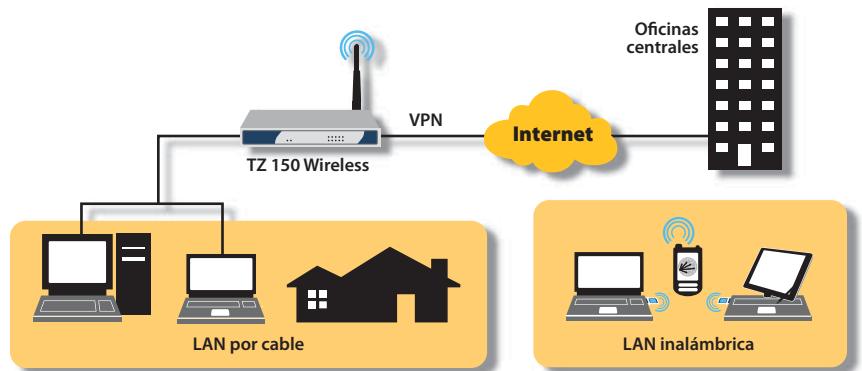 Oficinas
centrales
VPN
Internet
TZ 150 Wireless
LAN por cable
LAN inalámbrica